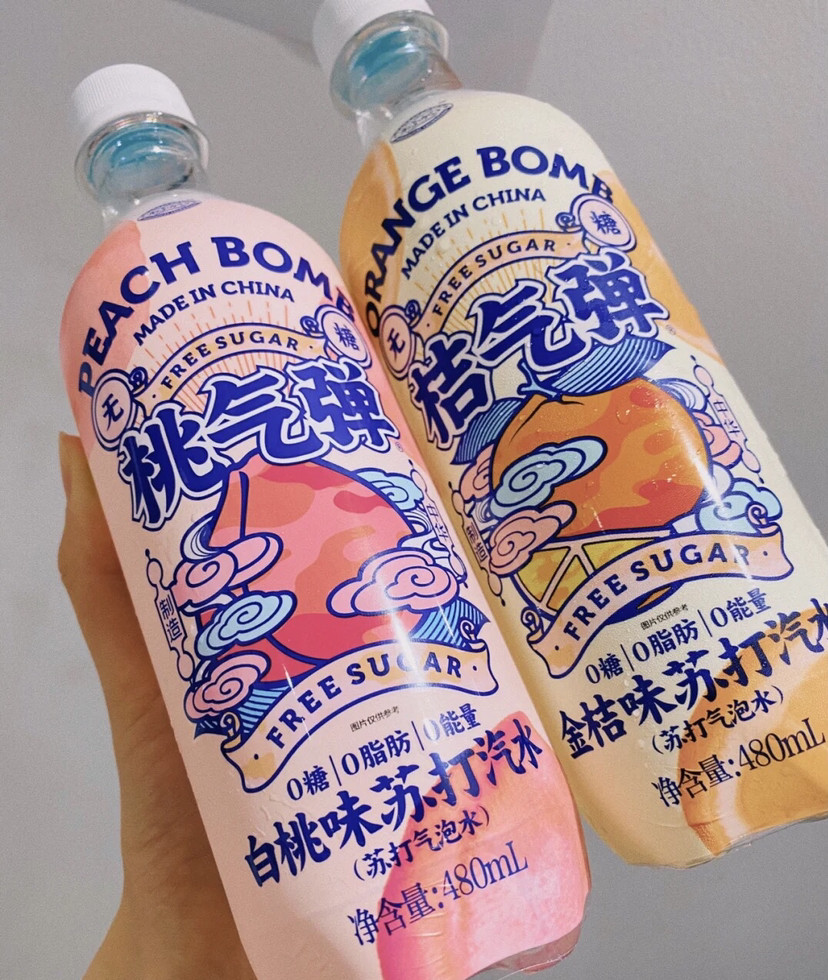 PEACH BOMB
MADE IN CHINA
FREE SUGAR
无
糖
桃气弹
制造
FREE SUGAR
图片仅供参考
0糖|0脂肪|0能量
白桃味苏打汽水
(苏打气泡水)
净含量:480mL
ORANGE BOMB
MADE IN CHINA
FREE SUGAR
无
糖
桔气弹
FREE SUGAR
图片仅供参考
0糖|0脂肪|0能量
金桔味苏打汽水
(苏打气泡水)
净含量:480mL